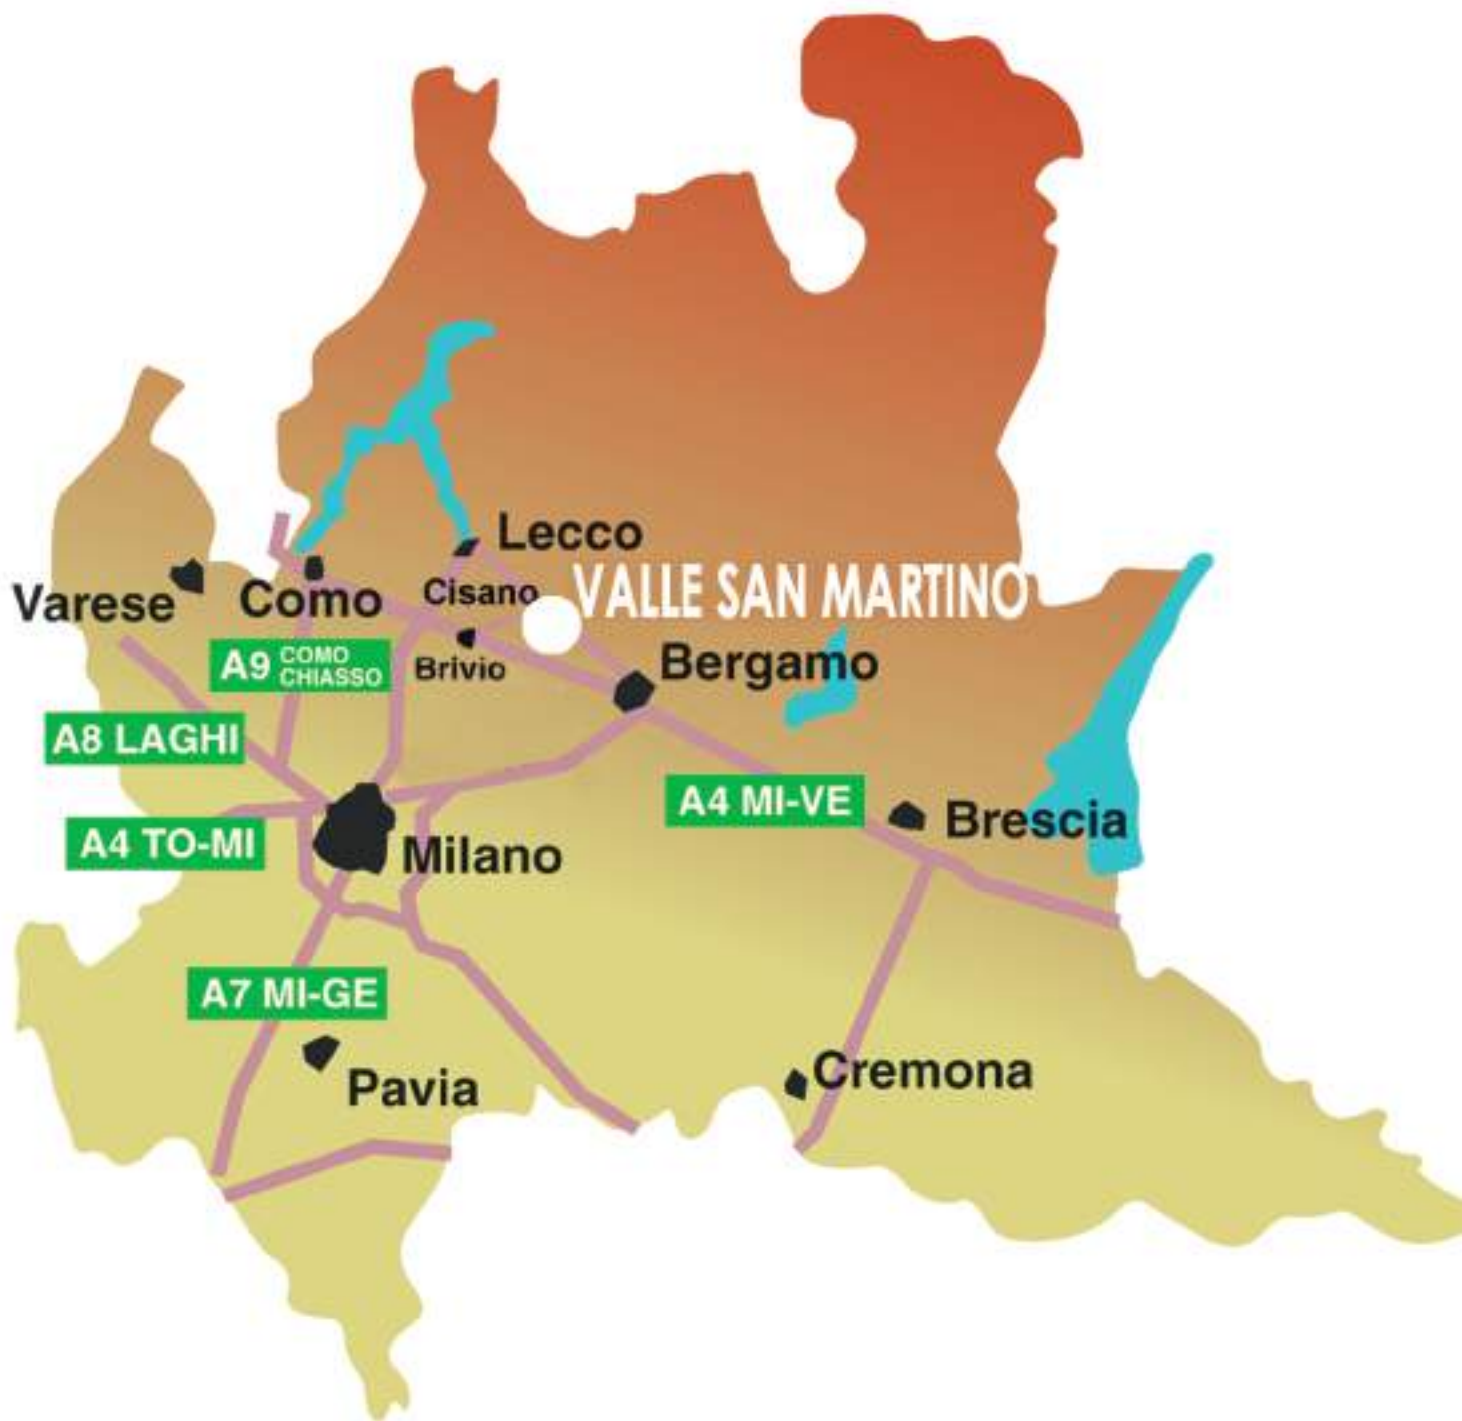 Lecco
VALLE SAN MARTINO
Cisano
Varese
Como
Bergamo
Brivio
A9 COMO
CHIASSO
A8 LAGHI
A4 MI-VE
Brescia
A4 TO-MI
Milano
A7 MI-GE
Cremona
Pavia